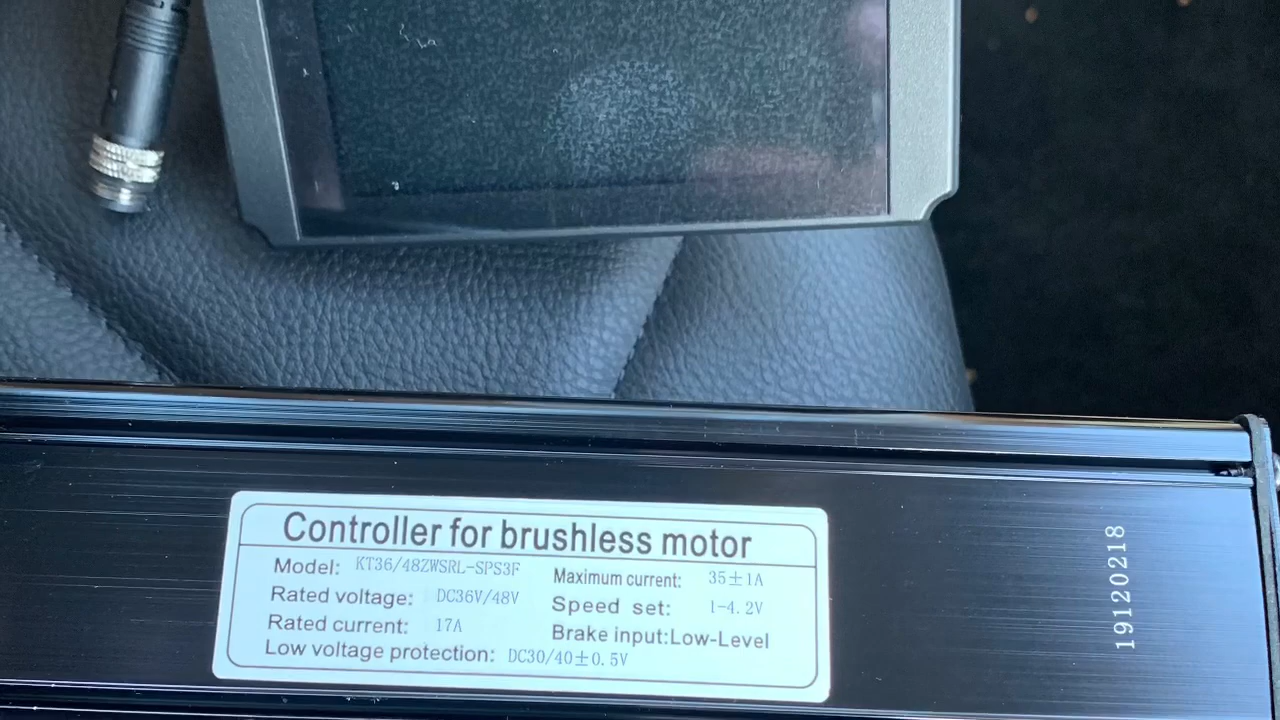 Controller for brushless motor
Model: KT36/48ZWSRL-SPS3F
Rated voltage: DC36V/48V
Rated current: 17A
Low voltage protection: DC30/40±0.5V
Maximum current: 35±1A
Speed set: 1-4.2V
Brake input:Low-Level
19120218